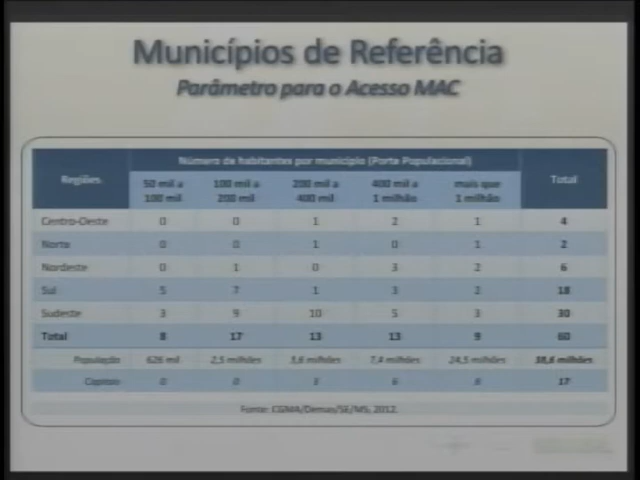 Municípios de Referência
Parâmetro para o Acesso MAC
Regiões Número de habitantes por município (Porte Populacional) Total
50 mil a 100 mil 100 mil a 200 mil 200 mil a 400 mil 400 mil a 1 milhão mais que 1 milhão
Centro-Oeste 0 0 1 2 1 4
Norte 0 0 1 0 1 2
Nordeste 0 1 0 3 2 6
Sul 5 7 1 3 2 18
Sudeste 3 9 10 5 3 30
Total 8 17 13 13 9 60
População 626 mil 2,5 milhões 3,6 milhões 7,4 milhões 24,5 milhões 38,6 milhões
Capitais 0 0 3 6 8 17
Fonte: CGMA/Demas/SE/MS, 2012.